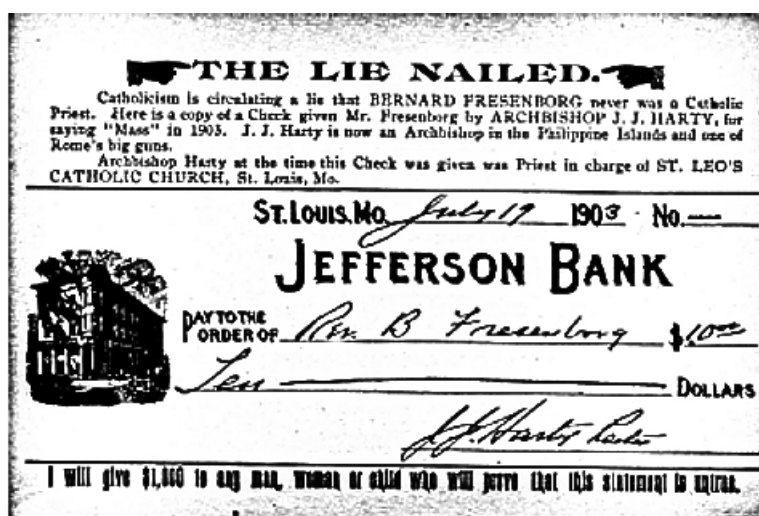 THE LIE NAILED.
Catholicism is circulating a lie that BERNARD FRESENBORG never was a Catholic
Priest. Here is a copy of a Check given Mr. Fresenborg by ARCHBISHOP J. J. HARTY, for
saying "Mass" in 1903. J. J. Harty is now an Archbishop in the Philippine Islands and one of
Rome's big guns.
Archbishop Harty at the time this Check was given was Priest in charge of ST. LEO'S
CATHOLIC CHURCH, St. Louis, Mo.
ST. LOUIS, MO. July 19 1903 No. —
JEFFERSON BANK
PAY TO THE
ORDER OF Rev. B Fresenborg $10.00
Ten DOLLARS
J. J. Harty Rector
I will give $1,000 to any man, woman or child who will prove that this statement is untrue.